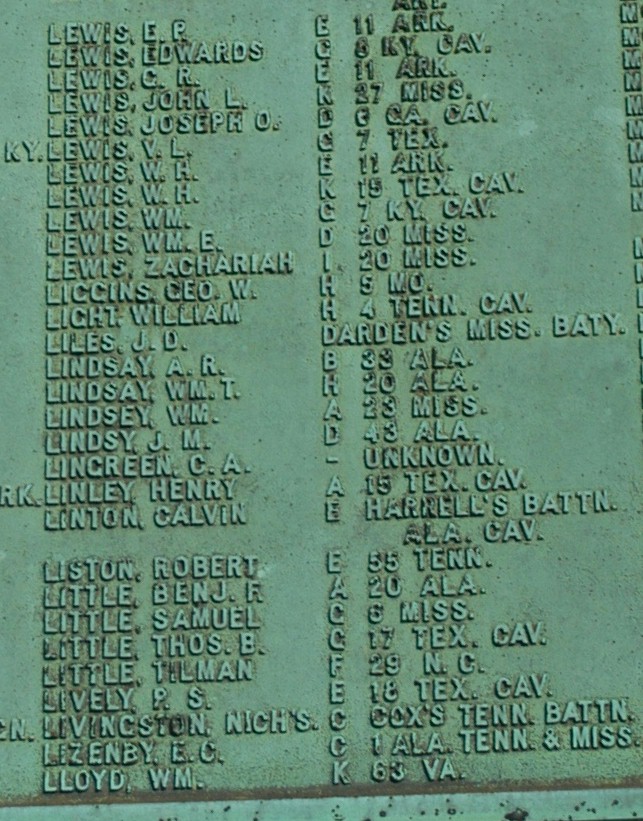 ARK.
LEWIS, E. P. E 11 ARK.
LEWIS, EDWARDS G 8 KY. CAV.
LEWIS, G. R. E 11 ARK.
LEWIS, JOHN L. K 27 MISS.
LEWIS, JOSEPH O. D 6 GA. CAV.
KY. LEWIS, V. L. G 7 TEX.
LEWIS, W. H. E 11 ARK.
LEWIS, W. H. K 15 TEX. CAV.
LEWIS, WM. G 7 KY. CAV.
LEWIS, WM. E. D 20 MISS.
LEWIS, ZACHARIAH I 20 MISS.
LIGGINS, GEO. W. H 5 MO.
LIGHT, WILLIAM H 4 TENN. CAV.
LILES, J. D. DARDEN'S MISS. BATY.
LINDSAY, A. R. B 33 ALA.
LINDSAY, WM. T. H 20 ALA.
LINDSEY, WM. A 23 MISS.
LINDSY, J. M. D 43 ALA.
LINGREEN, C. A. - UNKNOWN.
RK. LINLEY, HENRY A 15 TEX. CAV.
LINTON, CALVIN E HARRELL'S BATTN.
ALA. CAV.
LISTON, ROBERT E 55 TENN.
LITTLE, BENJ. F. A 20 ALA.
LITTLE, SAMUEL C 6 MISS.
LITTLE, THOS. B. G 17 TEX. CAV.
LITTLE, TILMAN F 29 N. C.
LIVELY, P. S. E 18 TEX. CAV.
CN. LIVINGSTON, NICH'S. C COX'S TENN. BATTN.
LIZENBY, E. C. C 1 ALA. TENN. & MISS.
LLOYD, WM. K 63 VA.